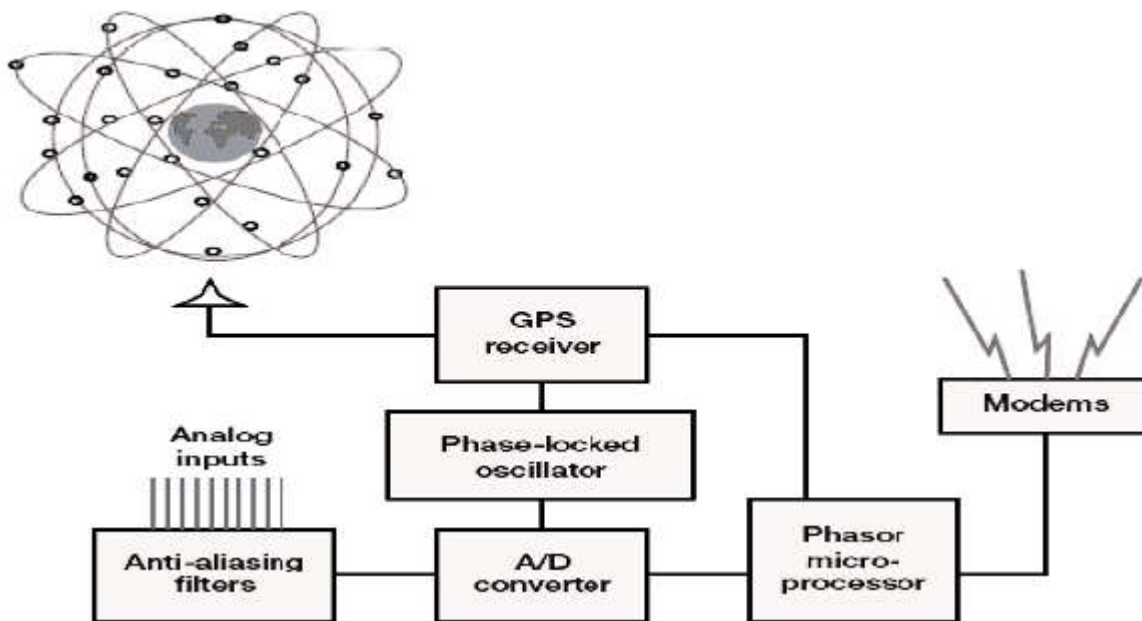 GPS
receiver
Modems
Analog
inputs
Phase-locked
oscillator
Anti-aliasing
filters
A/D
converter
Phasor
micro-
processor